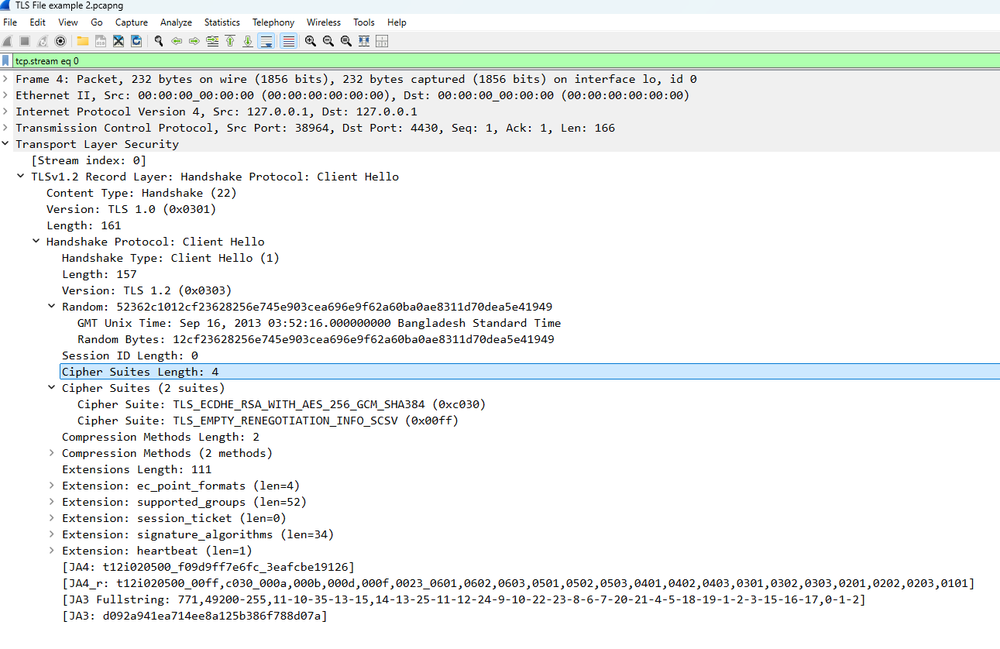 TLS File example 2.pcapng
File Edit View Go Capture Analyze Statistics Telephony Wireless Tools Help
tcp.stream eq 0
Frame 4: Packet, 232 bytes on wire (1856 bits), 232 bytes captured (1856 bits) on interface lo, id 0
Ethernet II, Src: 00:00:00_00:00:00 (00:00:00:00:00:00), Dst: 00:00:00_00:00:00 (00:00:00:00:00:00)
Internet Protocol Version 4, Src: 127.0.0.1, Dst: 127.0.0.1
Transmission Control Protocol, Src Port: 38964, Dst Port: 4430, Seq: 1, Ack: 1, Len: 166
Transport Layer Security
[Stream index: 0]
TLSv1.2 Record Layer: Handshake Protocol: Client Hello
Content Type: Handshake (22)
Version: TLS 1.0 (0x0301)
Length: 161
Handshake Protocol: Client Hello
Handshake Type: Client Hello (1)
Length: 157
Version: TLS 1.2 (0x0303)
Random: 52362c1012cf23628256e745e903cea696e9f62a60ba0ae8311d70dea5e41949
GMT Unix Time: Sep 16, 2013 03:52:16.000000000 Bangladesh Standard Time
Random Bytes: 12cf23628256e745e903cea696e9f62a60ba0ae8311d70dea5e41949
Session ID Length: 0
Cipher Suites Length: 4
Cipher Suites (2 suites)
Cipher Suite: TLS_ECDHE_RSA_WITH_AES_256_GCM_SHA384 (0xc030)
Cipher Suite: TLS_EMPTY_RENEGOTIATION_INFO_SCSV (0x00ff)
Compression Methods Length: 2
Compression Methods (2 methods)
Extensions Length: 111
Extension: ec_point_formats (len=4)
Extension: supported_groups (len=52)
Extension: session_ticket (len=0)
Extension: signature_algorithms (len=34)
Extension: heartbeat (len=1)
[JA4: t12i020500_f09d9ff7e6fc_3eafcbe19126]
[JA4_r: t12i020500_00ff,c030_000a,000b,000d,000f,0023_0601,0602,0603,0501,0502,0503,0401,0402,0403,0301,0302,0303,0201,0202,0203,0101]
[JA3 Fullstring: 771,49200-255,11-10-35-13-15,14-13-25-11-12-24-9-10-22-23-8-6-7-20-21-4-5-18-19-1-2-3-15-16-17,0-1-2]
[JA3: d092a941ea714ee8a125b386f788d07a]